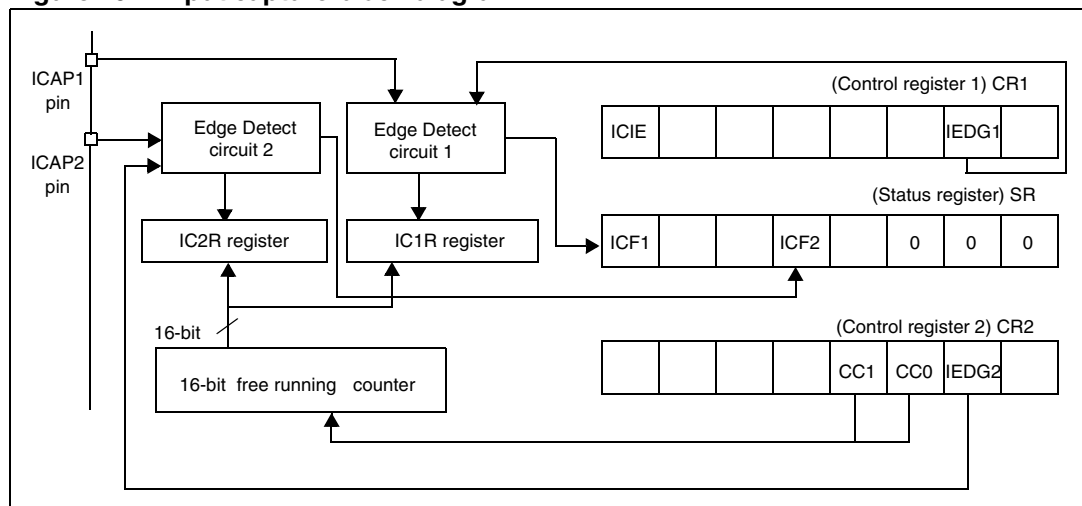 ICAP1
pin
ICAP2
pin
Edge Detect
circuit 2
Edge Detect
circuit 1
IC2R register
IC1R register
16-bit
16-bit free running counter
(Control register 1) CR1
ICIE
IEDG1
(Status register) SR
ICF1
ICF2
0
0
0
(Control register 2) CR2
CC1
CC0
IEDG2